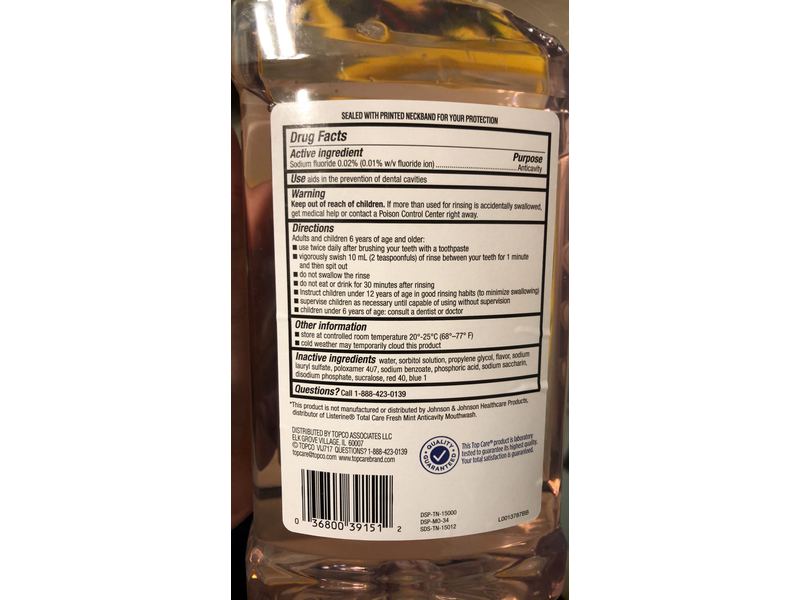 SEALED WITH PRINTED NECKBAND FOR YOUR PROTECTION
Drug Facts
Active ingredient Purpose
Sodium fluoride 0.02% (0.01% w/v fluoride ion) Anticavity
Use aids in the prevention of dental cavities
Warning
Keep out of reach of children. If more than used for rinsing is accidentally swallowed,
get medical help or contact a Poison Control Center right away.
Directions
Adults and children 6 years of age and older:
■ use twice daily after brushing your teeth with a toothpaste
■ vigorously swish 10 mL (2 teaspoonfuls) of rinse between your teeth for 1 minute
and then spit out
■ do not swallow the rinse
■ do not eat or drink for 30 minutes after rinsing
■ Instruct children under 12 years of age in good rinsing habits (to minimize swallowing)
■ supervise children as necessary until capable of using without supervision
■ children under 6 years of age: consult a dentist or doctor
Other information
■ store at controlled room temperature 20°-25°C (68°–77° F)
■ cold weather may temporarily cloud this product
Inactive ingredients water, sorbitol solution, propylene glycol, flavor, sodium
lauryl sulfate, poloxamer 407, sodium benzoate, phosphoric acid, sodium saccharin,
disodium phosphate, sucralose, red 40, blue 1
Questions? Call 1-888-423-0139
*This product is not manufactured or distributed by Johnson & Johnson Healthcare Products,
distributor of Listerine® Total Care Fresh Mint Anticavity Mouthwash.
DISTRIBUTED BY TOPCO ASSOCIATES LLC
ELK GROVE VILLAGE, IL 60007
© TOPCO VIJ717 QUESTIONS? 1-888-423-0139
topcare@topco.com www.topcarebrand.com
QUALITY
GUARANTEED
This Top Care® product is laboratory
tested to guarantee its highest quality.
Your total satisfaction is guaranteed.
0 36800 39151 2
DSP-TN-15000
DSP-MO-34
SDS-TN-15012
L0013787BB